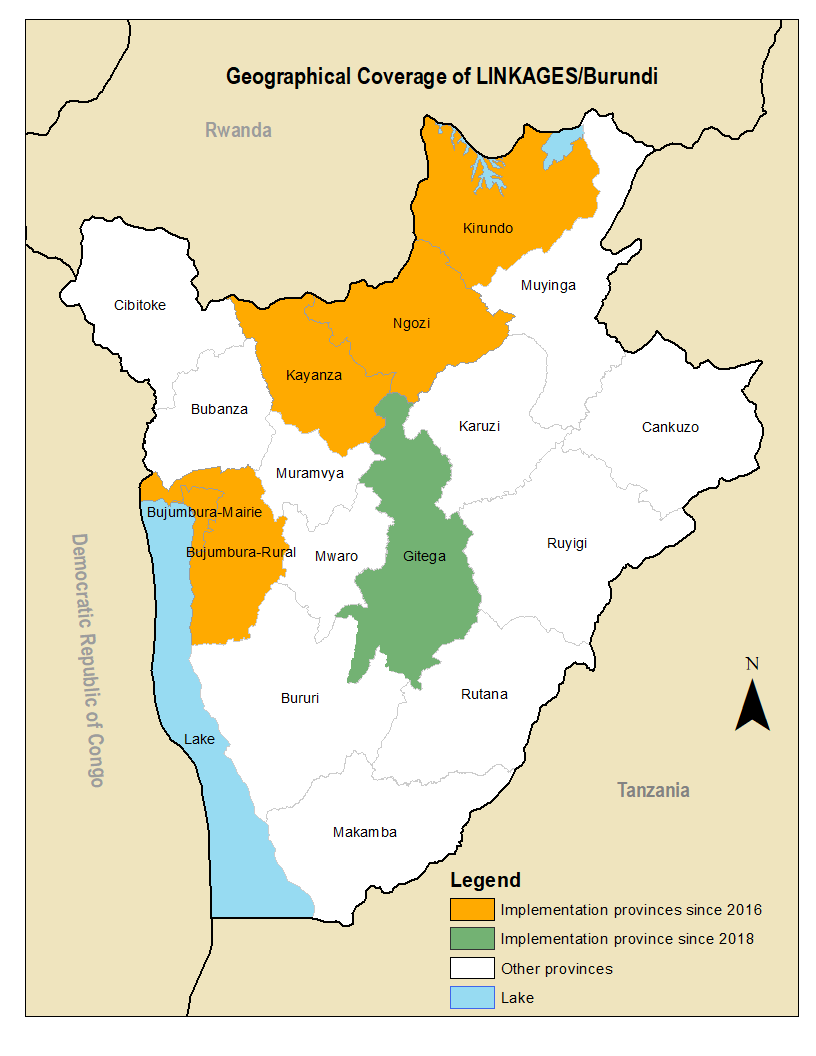 Geographical Coverage of LINKAGES/Burundi
Rwanda
Kirundo
Muyinga
Cibitoke
Ngozi
Kayanza
Bubanza
Karuzi
Cankuzo
Muramvya
Bujumbura-Mairie
Bujumbura-Rural
Mwaro
Gitega
Ruyigi
Democratic Republic of Congo
N
Bururi
Rutana
Lake
Tanzania
Makamba
Legend
Implementation provinces since 2016
Implementation province since 2018
Other provinces
Lake